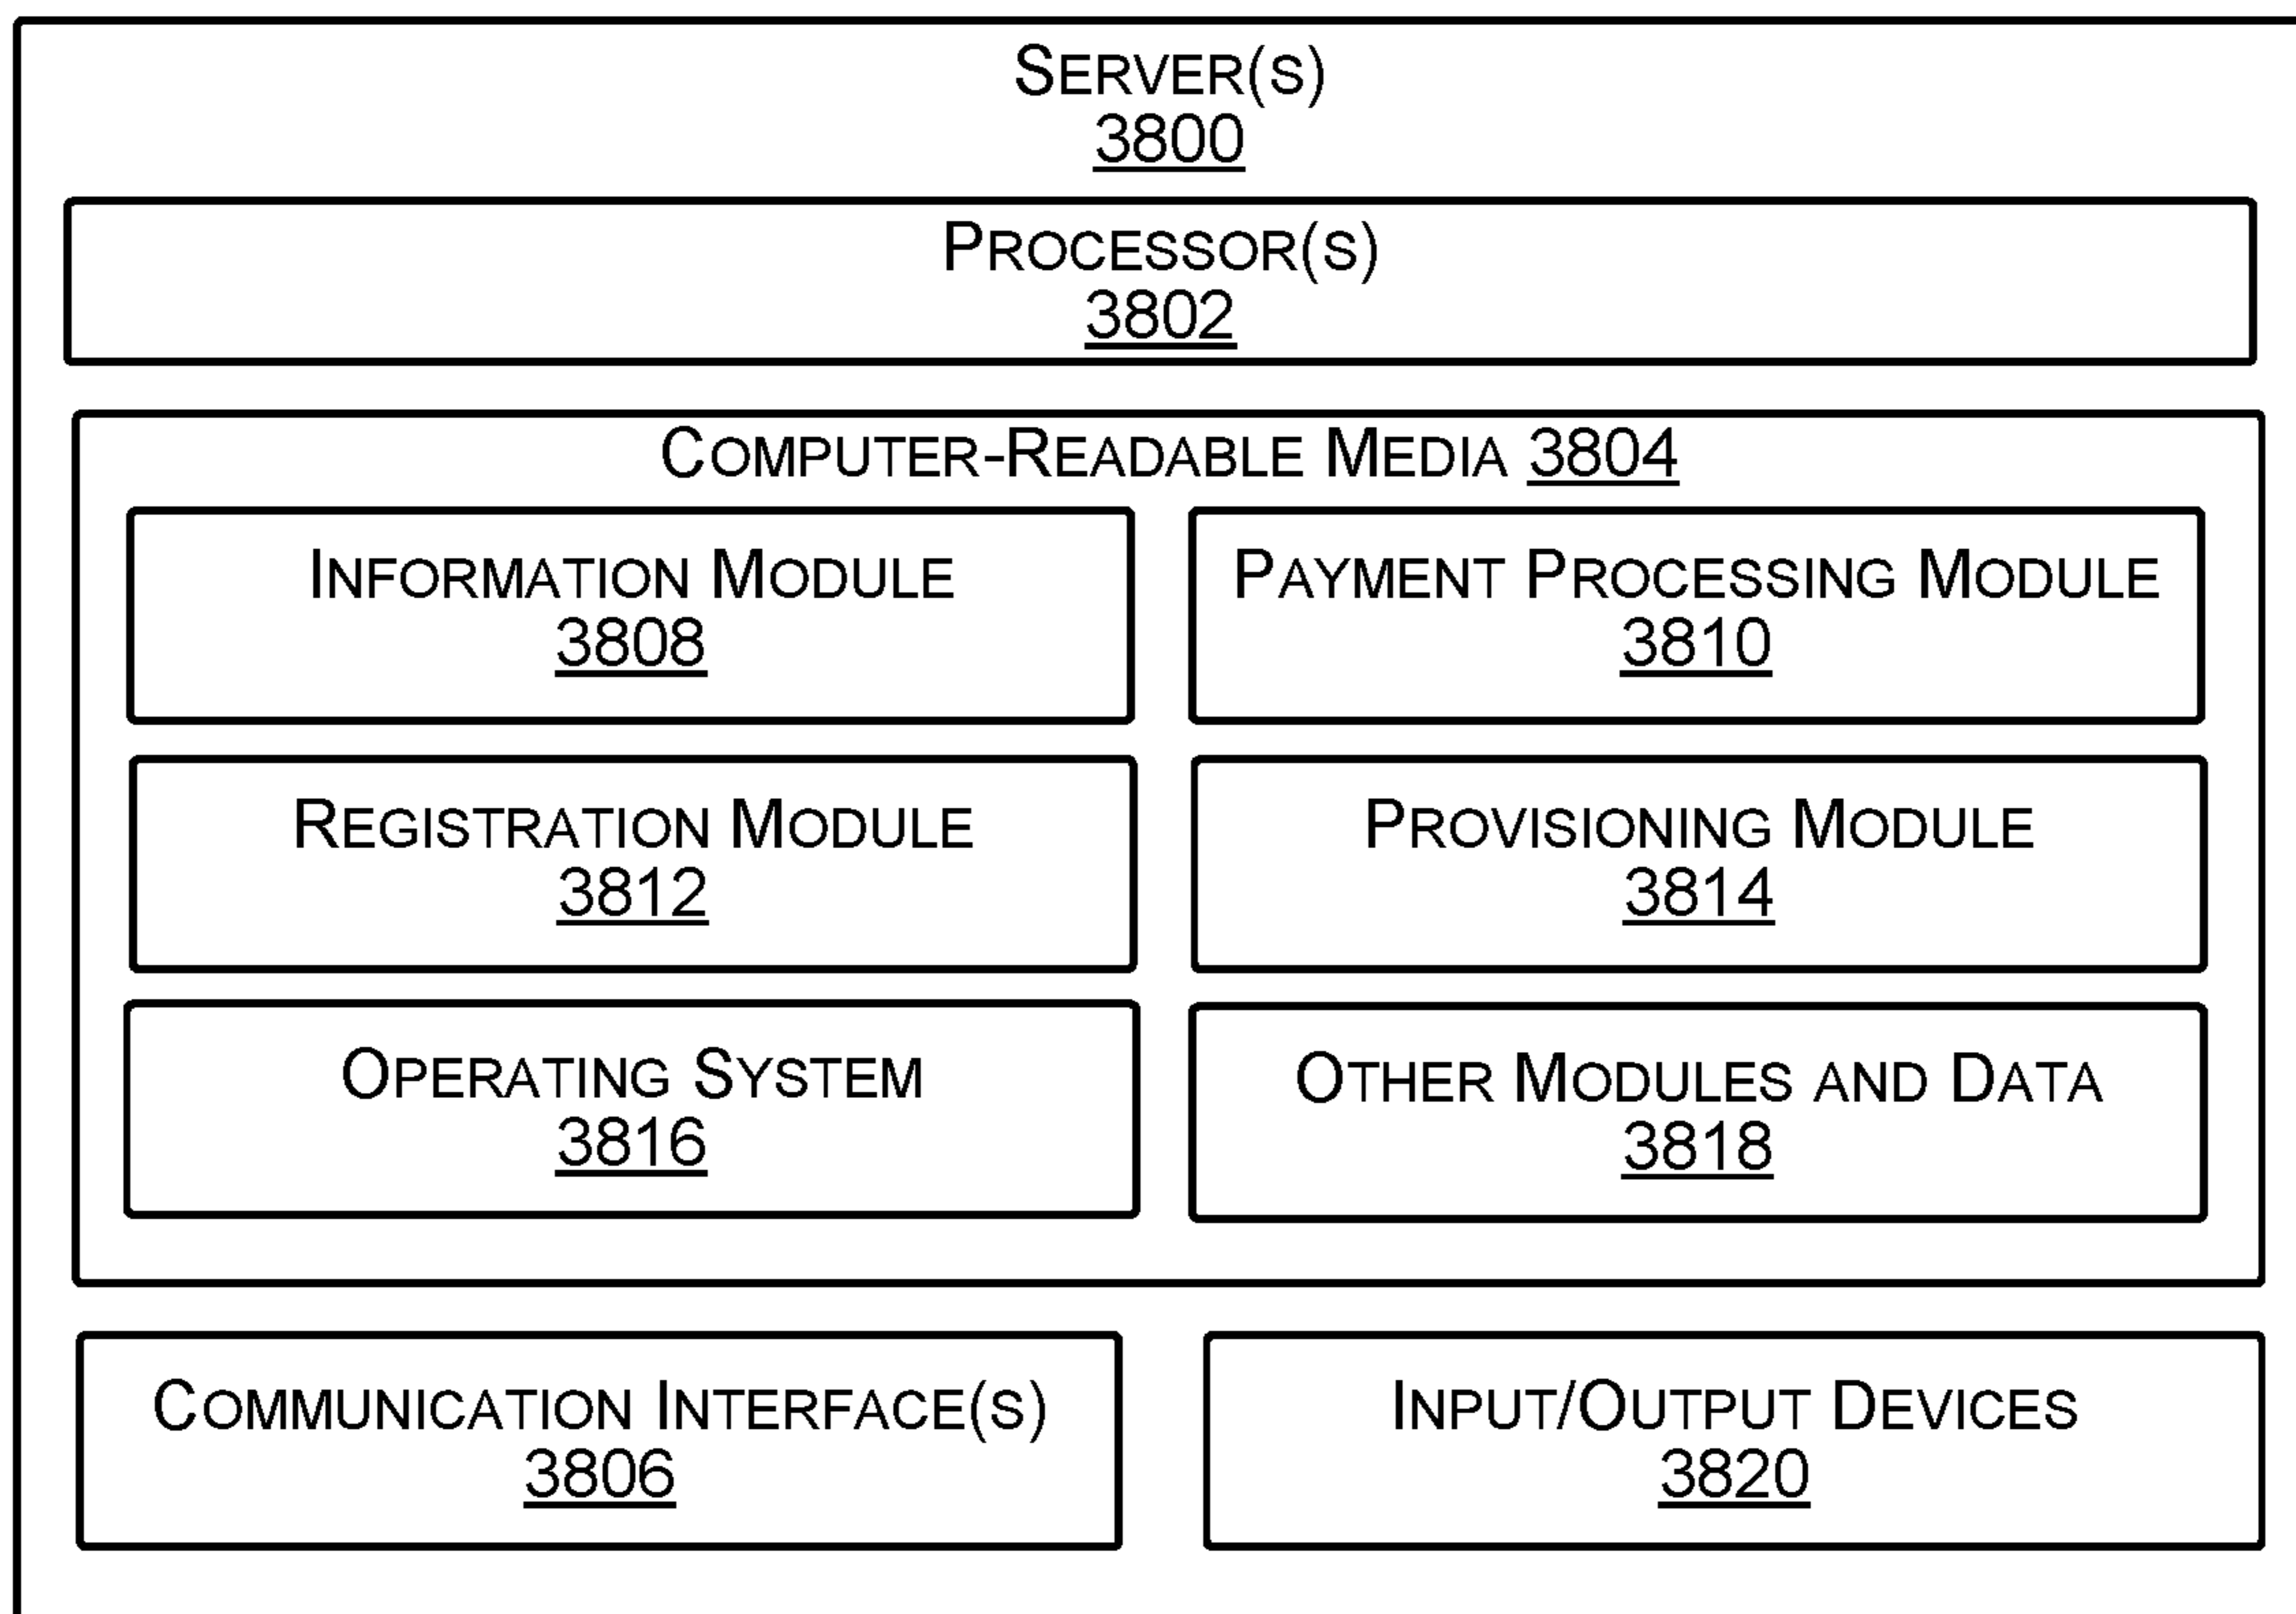 SERVER(S)
3800
PROCESSOR(S)
3802
COMPUTER-READABLE MEDIA 3804
INFORMATION MODULE
3808
PAYMENT PROCESSING MODULE
3810
REGISTRATION MODULE
3812
PROVISIONING MODULE
3814
OPERATING SYSTEM
3816
OTHER MODULES AND DATA
3818
COMMUNICATION INTERFACE(S)
3806
INPUT/OUTPUT DEVICES
3820